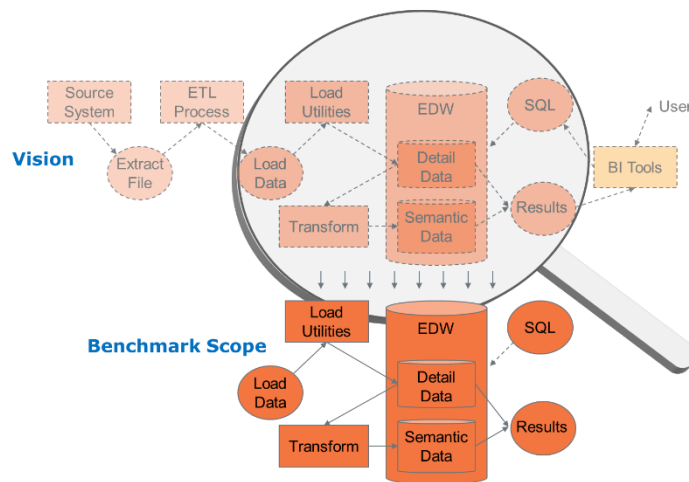 Source
System
ETL
Process
Load
Utilities
EDW
SQL
User
Vision
Extract
File
Load
Data
Detail
Data
BI Tools
Transform
Semantic
Data
Results
Benchmark Scope
Load
Utilities
EDW
SQL
Load
Data
Detail
Data
Transform
Semantic
Data
Results